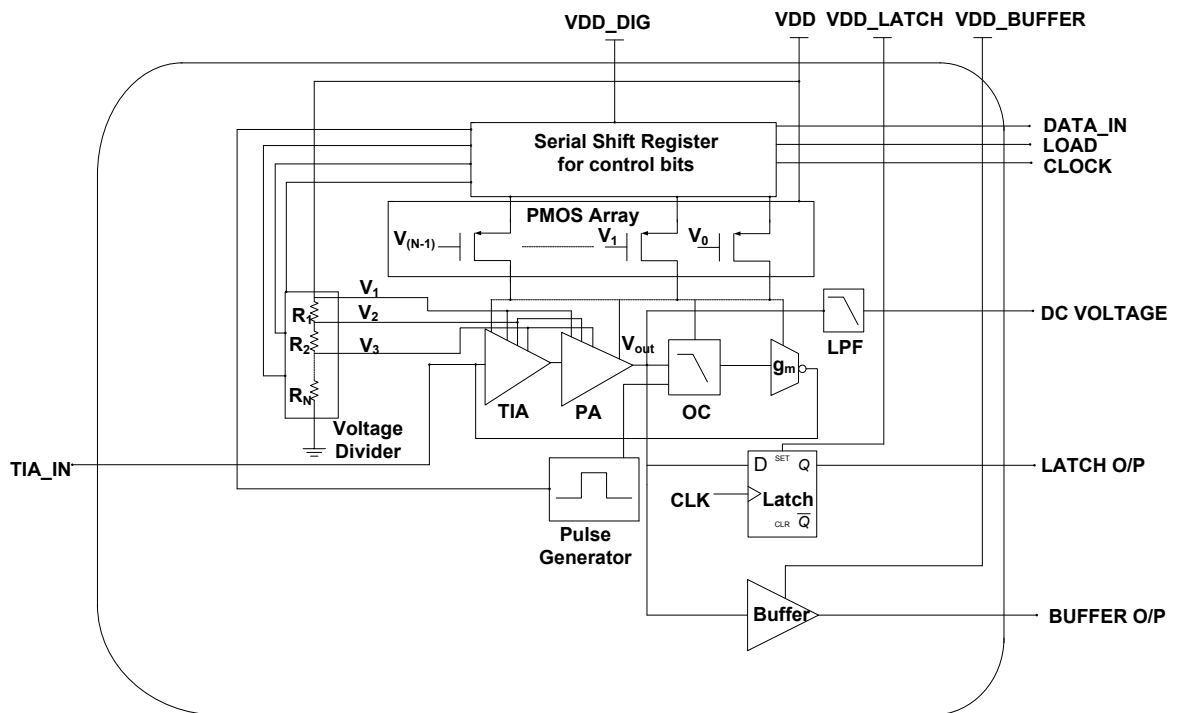 VDD VDD_LATCH VDD_BUFFER
VDD_DIG
Serial Shift Register
for control bits
DATA_IN
LOAD
CLOCK
PMOS Array
V(N-1)
V1
V0
V1
R1
V2
R2
V3
RN
Voltage
Divider
TIA
PA
Vout
OC
gm
LPF
DC VOLTAGE
TIA_IN
Pulse
Generator
CLK
D SET Q
Latch
CLR Q
LATCH O/P
Buffer
BUFFER O/P